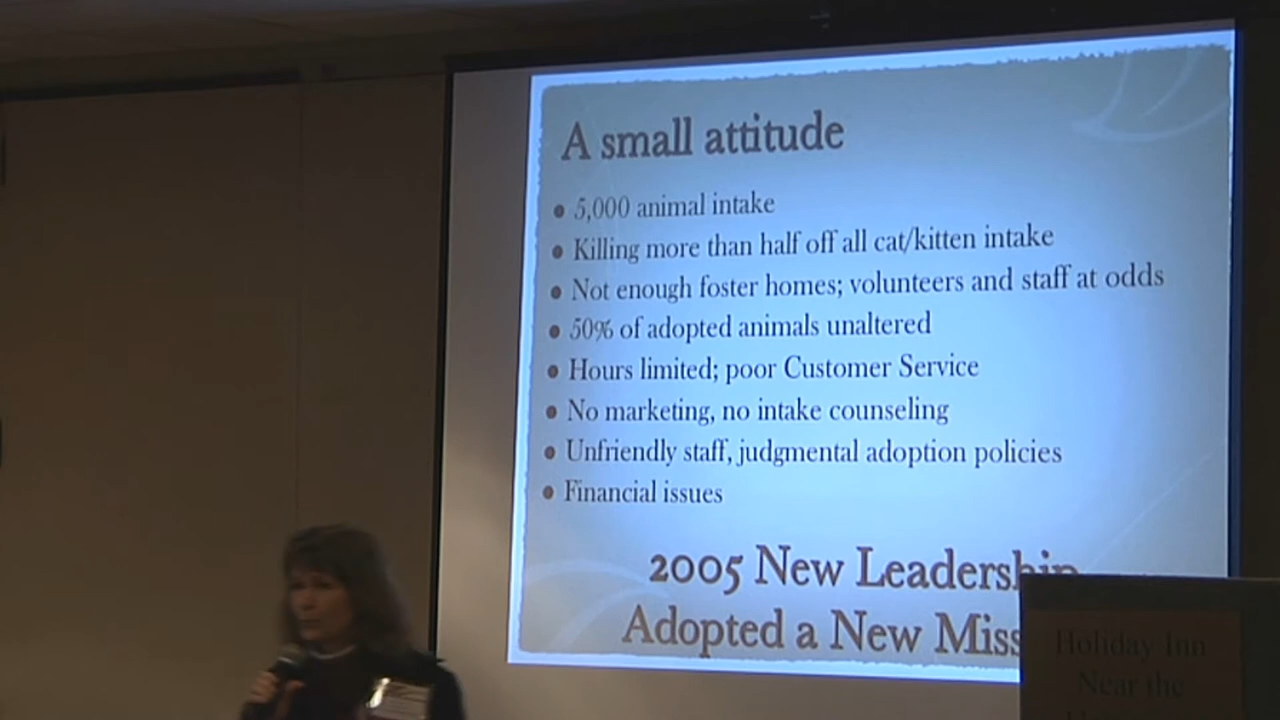 A small attitude
• 5,000 animal intake
• Killing more than half off all cat/kitten intake
• Not enough foster homes; volunteers and staff at odds
• 50% of adopted animals unaltered
• Hours limited; poor Customer Service
• No marketing, no intake counseling
• Unfriendly staff, judgmental adoption policies
• Financial issues
2005 New Leadership
Adopted a New Miss
Holiday Inn
Near the